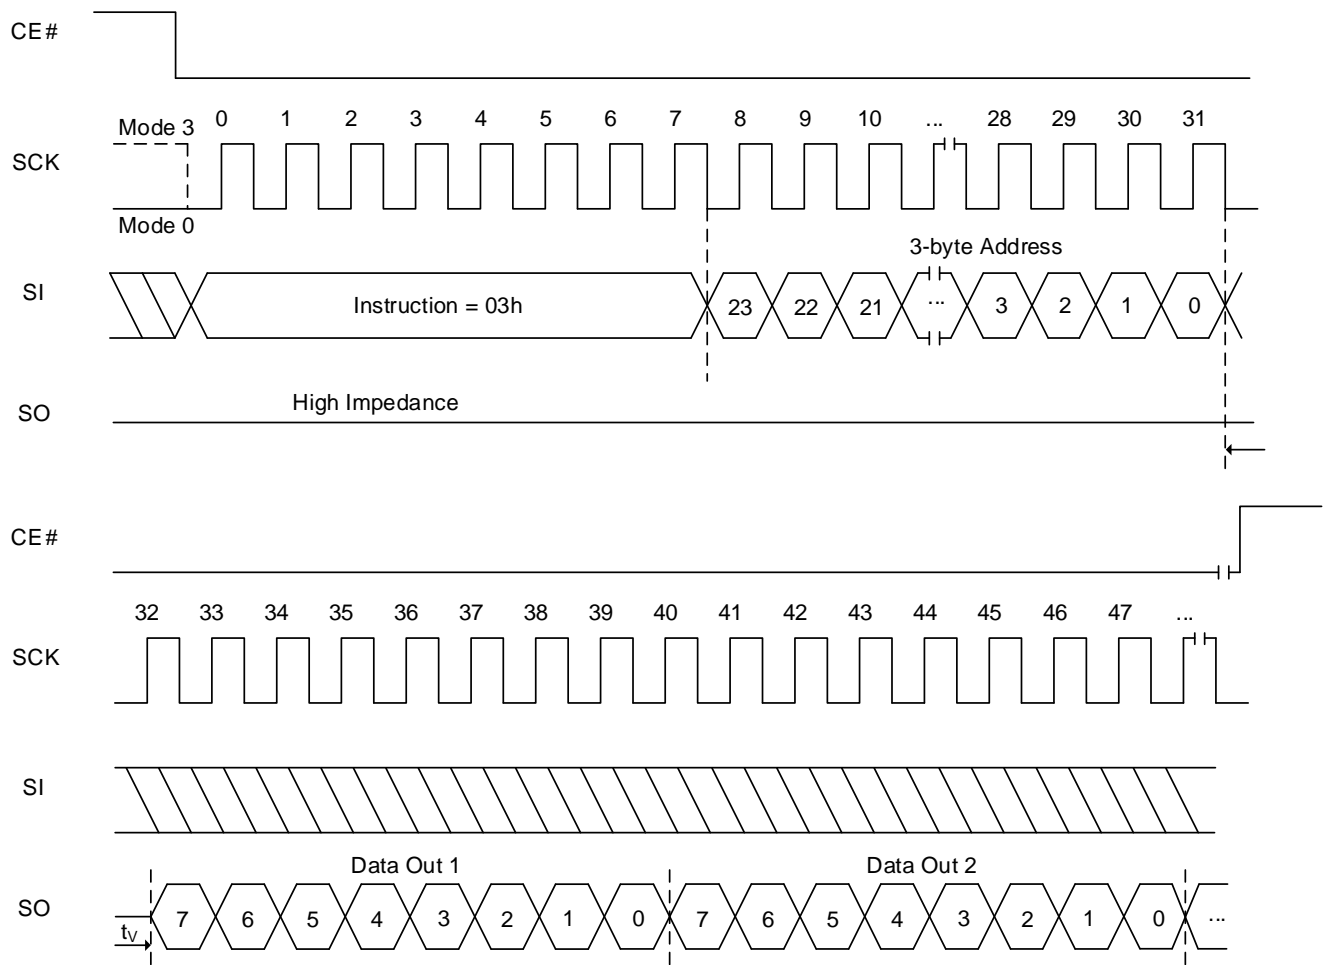 CE#
Mode 3 0 1 2 3 4 5 6 7 8 9 10 ... 28 29 30 31
SCK
Mode 0
3-byte Address
SI Instruction = 03h 23 22 21 ... 3 2 1 0
SO High Impedance
CE#
32 33 34 35 36 37 38 39 40 41 42 43 44 45 46 47 ...
SCK
SI
Data Out 1 Data Out 2
SO 7 6 5 4 3 2 1 0 7 6 5 4 3 2 1 0 ...
tV